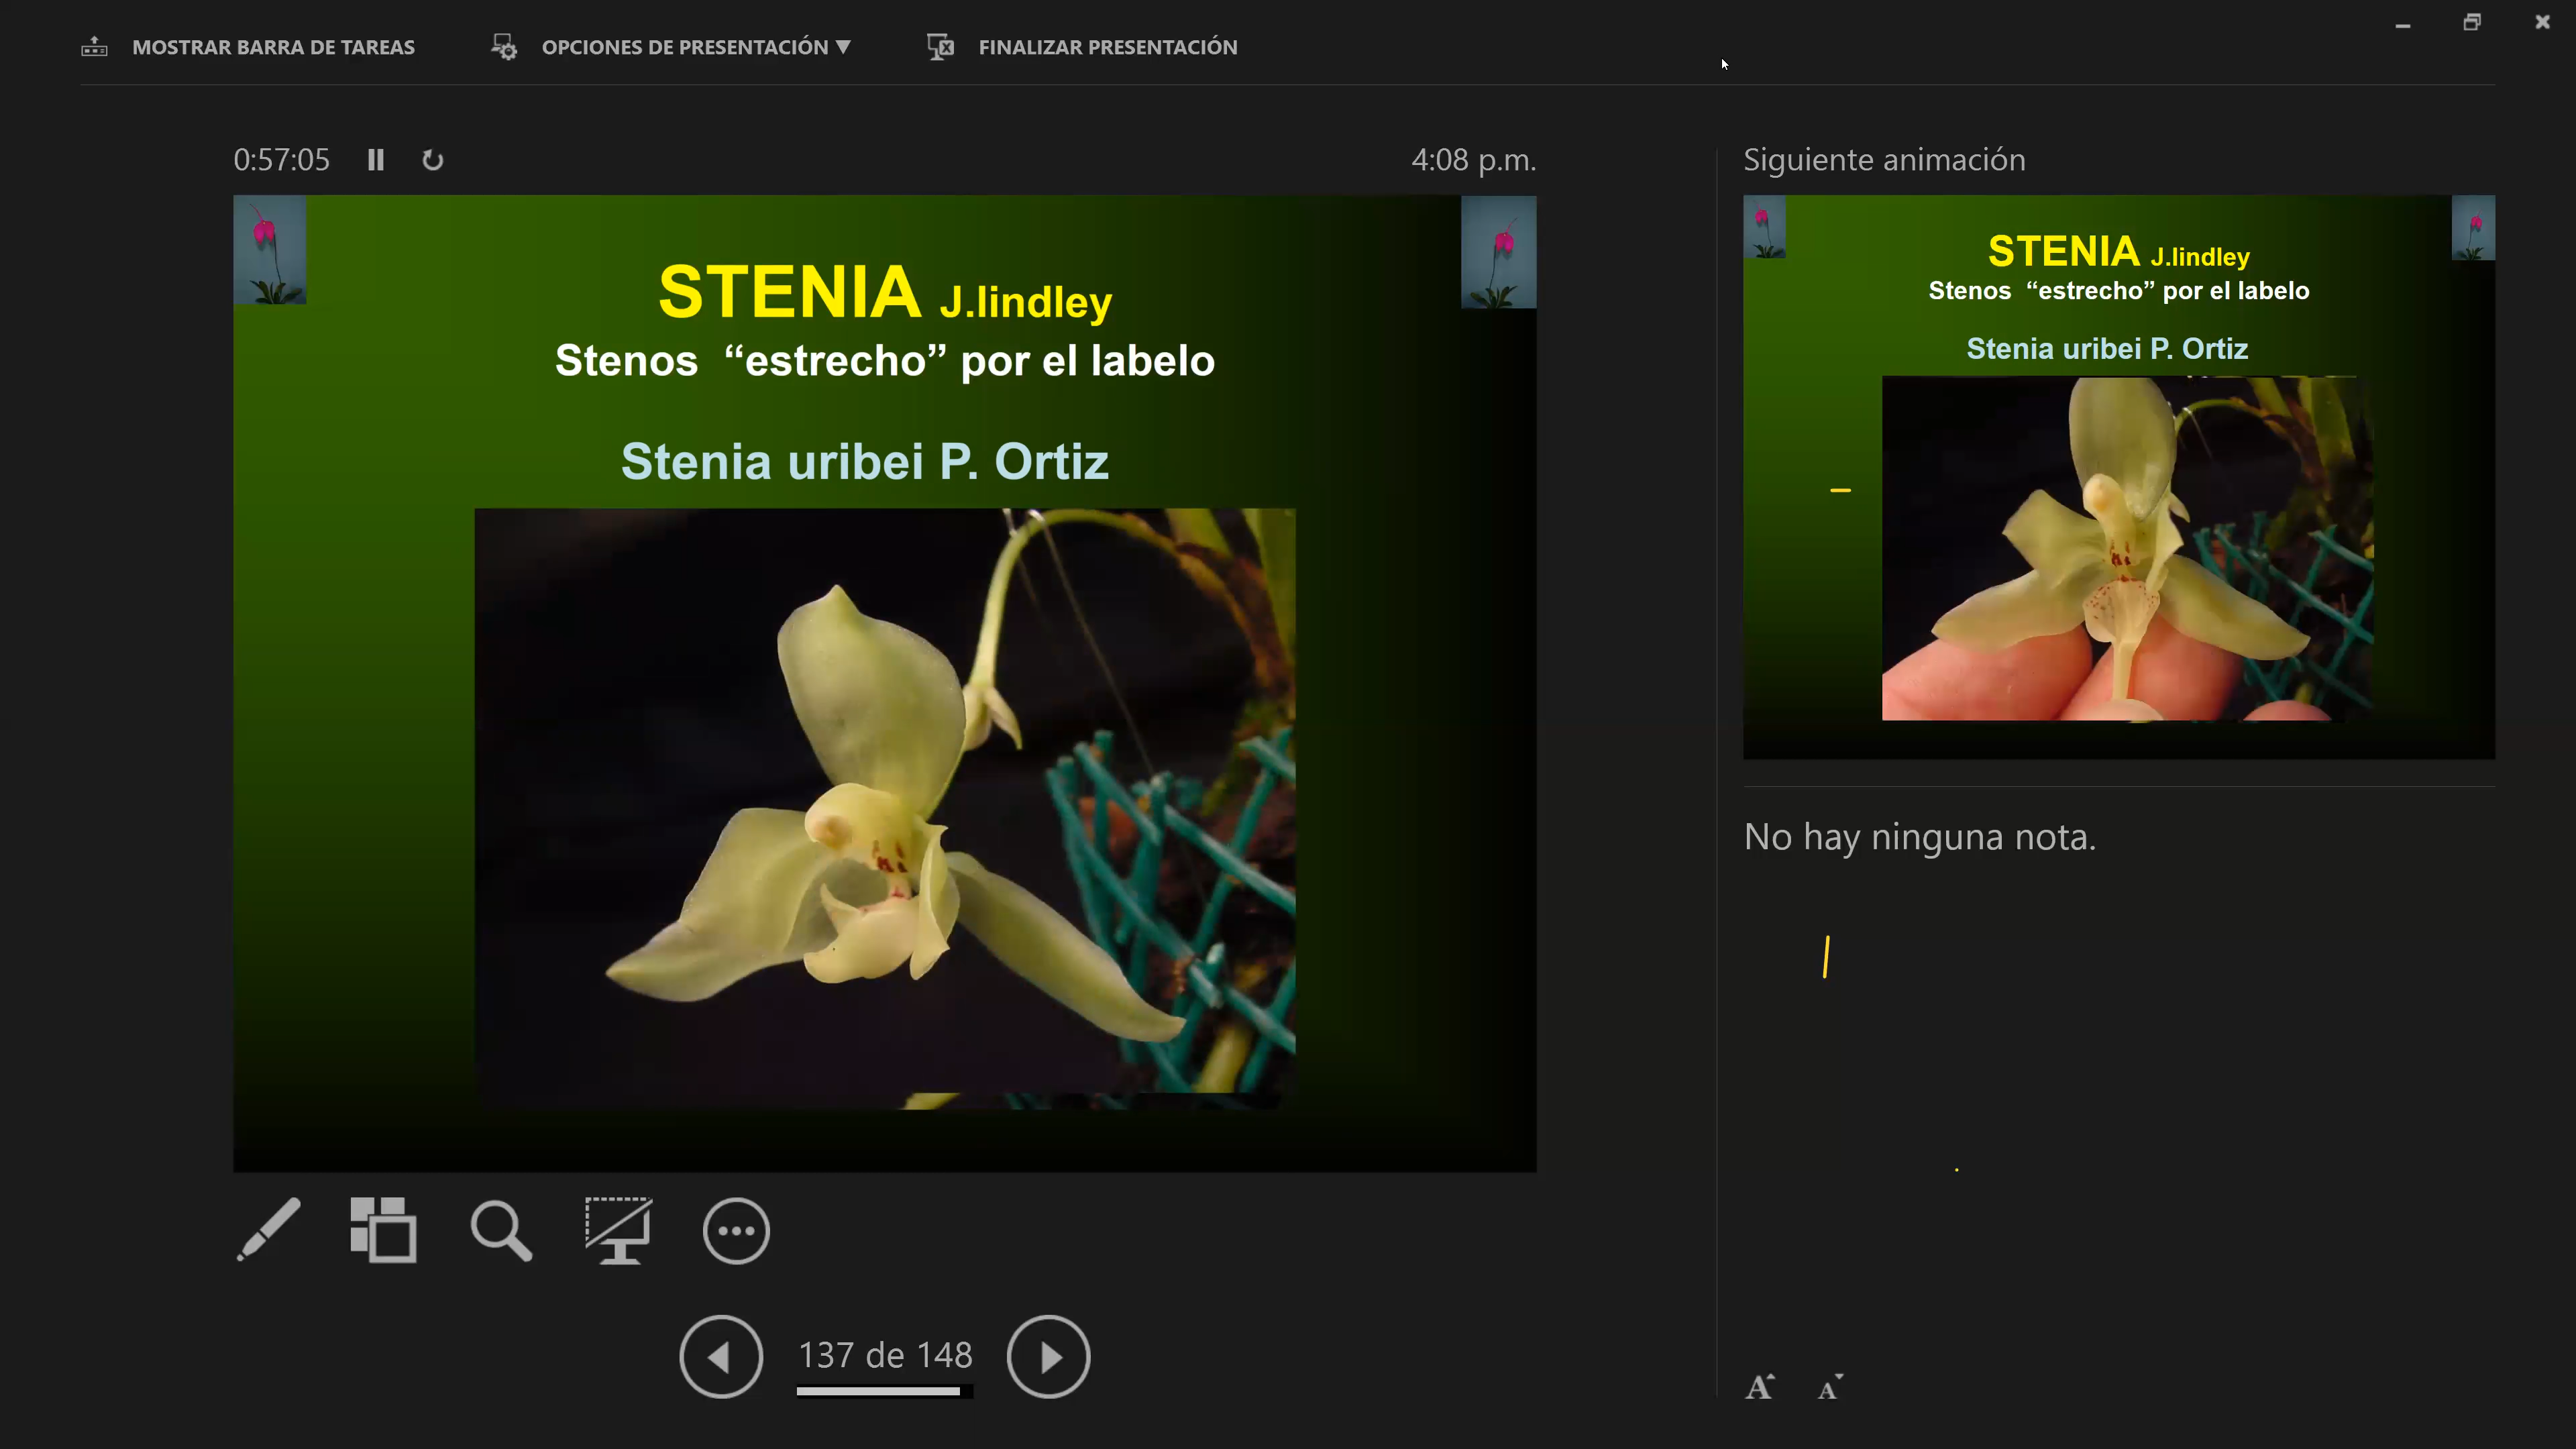 MOSTRAR BARRA DE TAREAS
OPCIONES DE PRESENTACIÓN ▼
FINALIZAR PRESENTACIÓN
0:57:05
4:08 p.m.
STENIA J.lindley
Stenos “estrecho” por el labelo
Stenia uribei P. Ortiz
137 de 148
Siguiente animación
STENIA J.lindley
Stenos “estrecho” por el labelo
Stenia uribei P. Ortiz
No hay ninguna nota.
A A